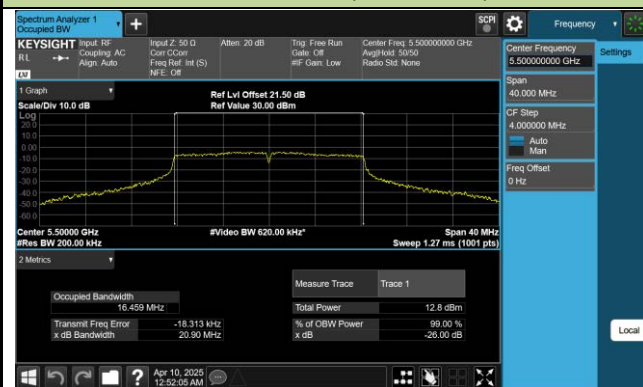 Spectrum Analyzer 1
Occupied BW
SCPI
Frequency
KEYSIGHT
RL
LXI
Input: RF
Coupling: AC
Align: Auto
Input Z: 50 Ω
Corr CCorr
Freq Ref: Int (S)
NFE: Off
Atten: 20 dB
Trig: Free Run
Gate: Off
#IF Gain: Low
Center Freq: 5.500000000 GHz
Avg|Hold: 50/50
Radio Std: None
1 Graph
Scale/Div 10.0 dB
Ref Lvl Offset 21.50 dB
Ref Value 30.00 dBm
Log
20.0
10.0
0.00
-10.0
-20.0
-30.0
-40.0
-50.0
-60.0
Center 5.50000 GHz
#Res BW 200.00 kHz
#Video BW 620.00 kHz*
Span 40 MHz
Sweep 1.27 ms (1001 pts)
2 Metrics
Measure Trace
Trace 1
Occupied Bandwidth
16.459 MHz
Total Power
12.8 dBm
Transmit Freq Error
-18.313 kHz
% of OBW Power
99.00 %
x dB Bandwidth
20.90 MHz
x dB
-26.00 dB
?
Apr 10, 2025
12:52:05 AM
Center Frequency
5.500000000 GHz
Settings
Span
40.000 MHz
CF Step
4.000000 MHz
Auto
Man
Freq Offset
0 Hz
Local